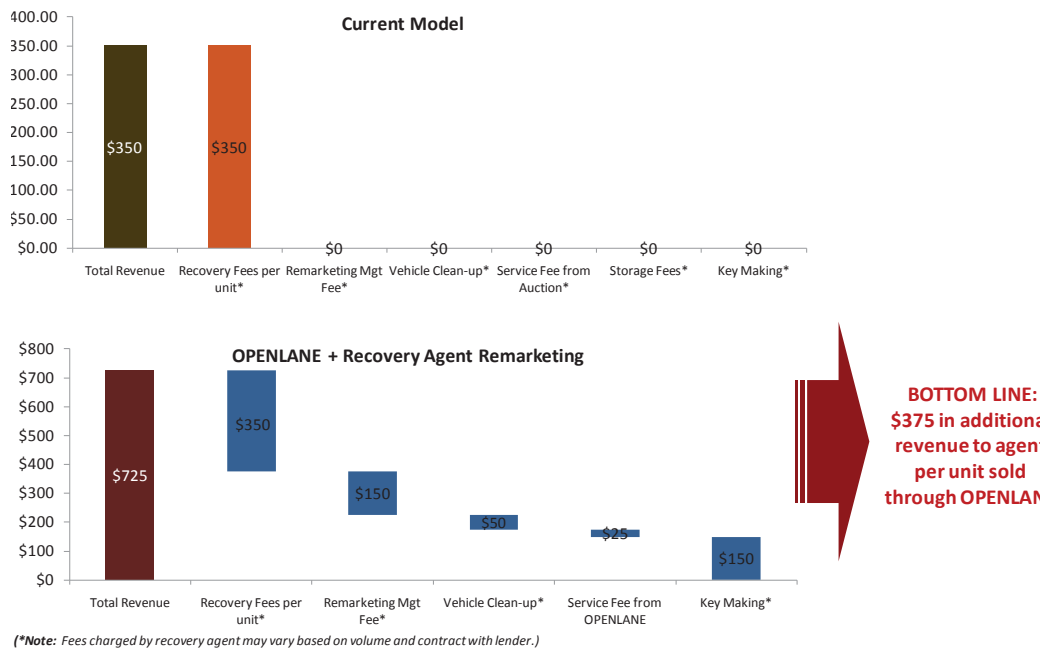 Current Model
400.00
350.00
300.00
250.00
200.00
150.00
100.00
$50.00
$0.00
$350
$350
$0
$0
$0
$0
$0
Total Revenue
Recovery Fees per
unit*
Remarketing Mgt
Fee*
Vehicle Clean-up*
Service Fee from
Auction*
Storage Fees*
Key Making*
OPENLANE + Recovery Agent Remarketing
$800
$700
$600
$500
$400
$300
$200
$100
$0
$725
$350
$150
$50
$25
$150
Total Revenue
Recovery Fees per
unit*
Remarketing Mgt
Fee*
Vehicle Clean-up*
Service Fee from
OPENLANE
Key Making*
BOTTOM LINE:
$375 in additiona
revenue to agent
per unit sold
through OPENLAN
(*Note: Fees charged by recovery agent may vary based on volume and contract with lender.)